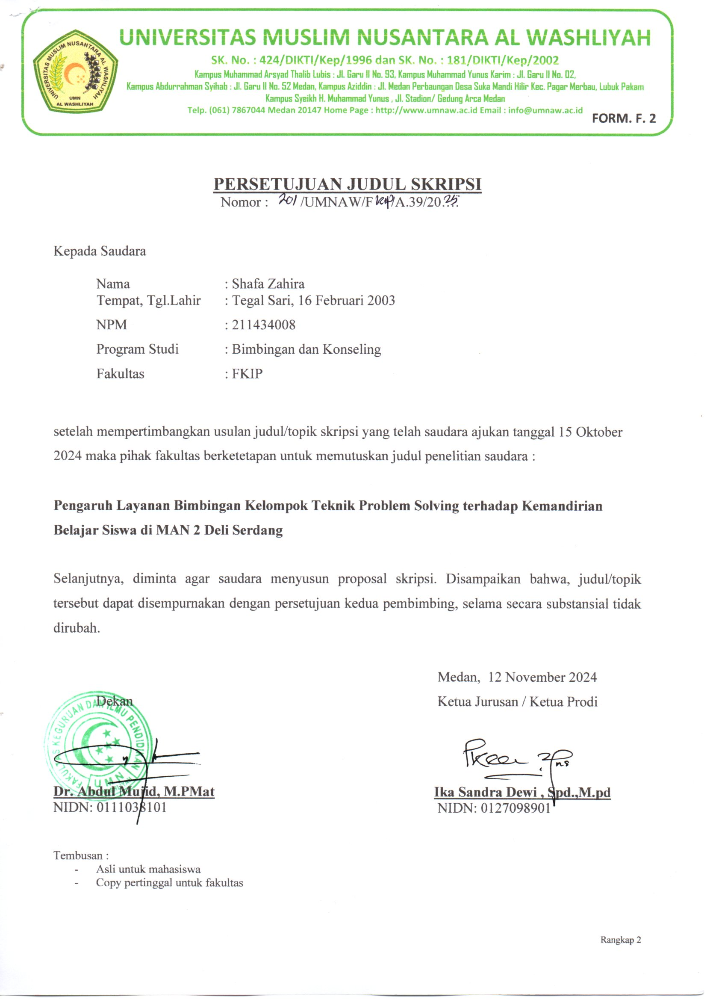 UNIVERSITAS MUSLIM NUSANTARA AL WASHLIYAH
SK. No. : 424/DIKTI/Kep/1996 dan SK. No. : 181/DIKTI/Kep/2002
Kampus Muhammad Arsyad Thalib Lubis : Jl. Garu II No. 93, Kampus Muhammad Yunus Karim : Jl. Garu II No. 02,
Kampus Abdurrahman Syihab : Jl. Garu II No. 52 Medan, Kampus Aziddin : Jl. Medan Perbaungan Desa Suka Mandi Hilir Kec. Pagar Merbau, Lubuk Pakam
Kampus Syeikh H. Muhammad Yunus , Jl. Stadion/ Gedung Arca Medan
Telp. (061) 7867044 Medan 20147 Home Page : http://www.umnaw.ac.id Email : info@umnaw.ac.id
FORM. F. 2
UNIVERSITAS MUSLIM NUSANTARA AL WASHLIYAH
UMN
AL WASHLIYAH
PERSETUJUAN JUDUL SKRIPSI
Nomor : 201 /UMNAW/FKIP/A.39/20.25
Kepada Saudara
Nama : Shafa Zahira
Tempat, Tgl.Lahir : Tegal Sari, 16 Februari 2003
NPM : 211434008
Program Studi : Bimbingan dan Konseling
Fakultas : FKIP
setelah mempertimbangkan usulan judul/topik skripsi yang telah saudara ajukan tanggal 15 Oktober
2024 maka pihak fakultas berketetapan untuk memutuskan judul penelitian saudara :
Pengaruh Layanan Bimbingan Kelompok Teknik Problem Solving terhadap Kemandirian
Belajar Siswa di MAN 2 Deli Serdang
Selanjutnya, diminta agar saudara menyusun proposal skripsi. Disampaikan bahwa, judul/topik
tersebut dapat disempurnakan dengan persetujuan kedua pembimbing, selama secara substansial tidak
dirubah.
Medan, 12 November 2024
Dekan
Ketua Jurusan / Ketua Prodi
FAKULTAS KEGURUAN DAN ILMU PENDIDIKAN
UMN
Dr. Abdul Mujid, M.PMat
NIDN: 0111038101
Ika Sandra Dewi , Spd.,M.pd
NIDN: 0127098901
Tembusan :
- Asli untuk mahasiswa
- Copy pertinggal untuk fakultas
Rangkap 2